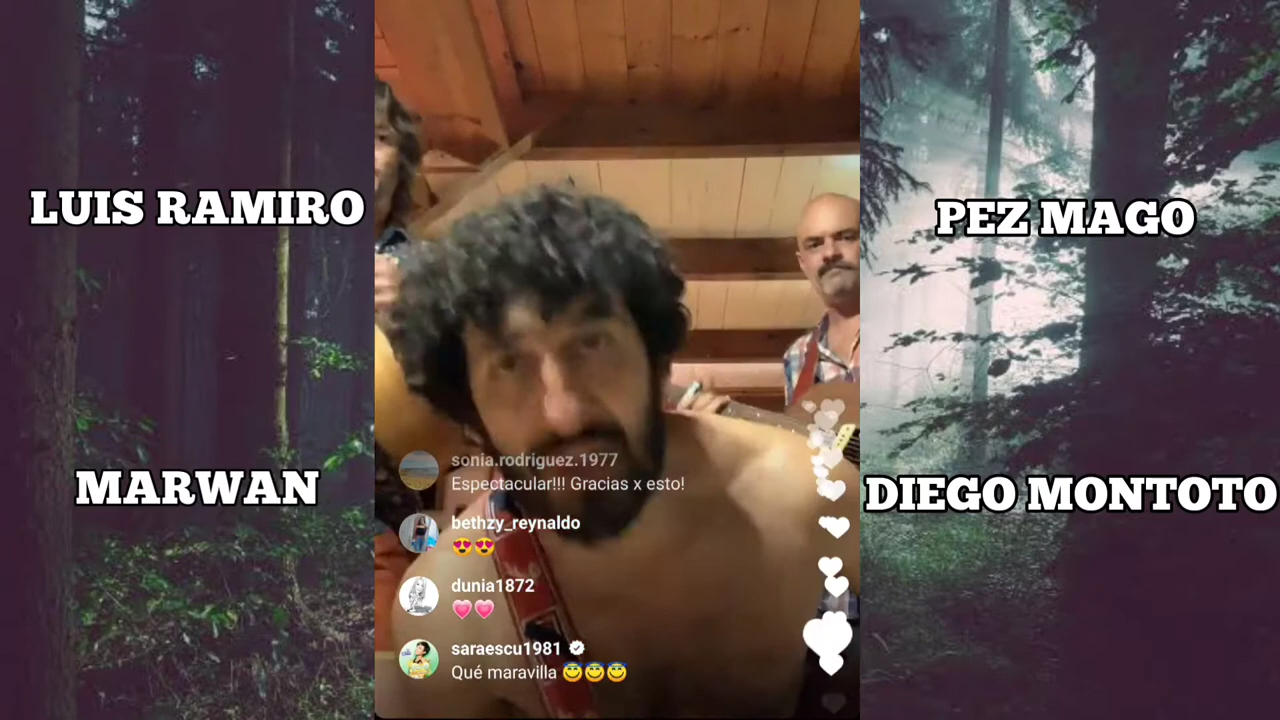 LUIS RAMIRO
MARWAN
sonia.rodriguez.1977
Espectacular!!! Gracias x esto!
bethzy_reynaldo
😍😍
dunia1872
💗💗
saraescu1981
Qué maravilla 😇😇😇
PEZ MAGO
DIEGO MONTOTO